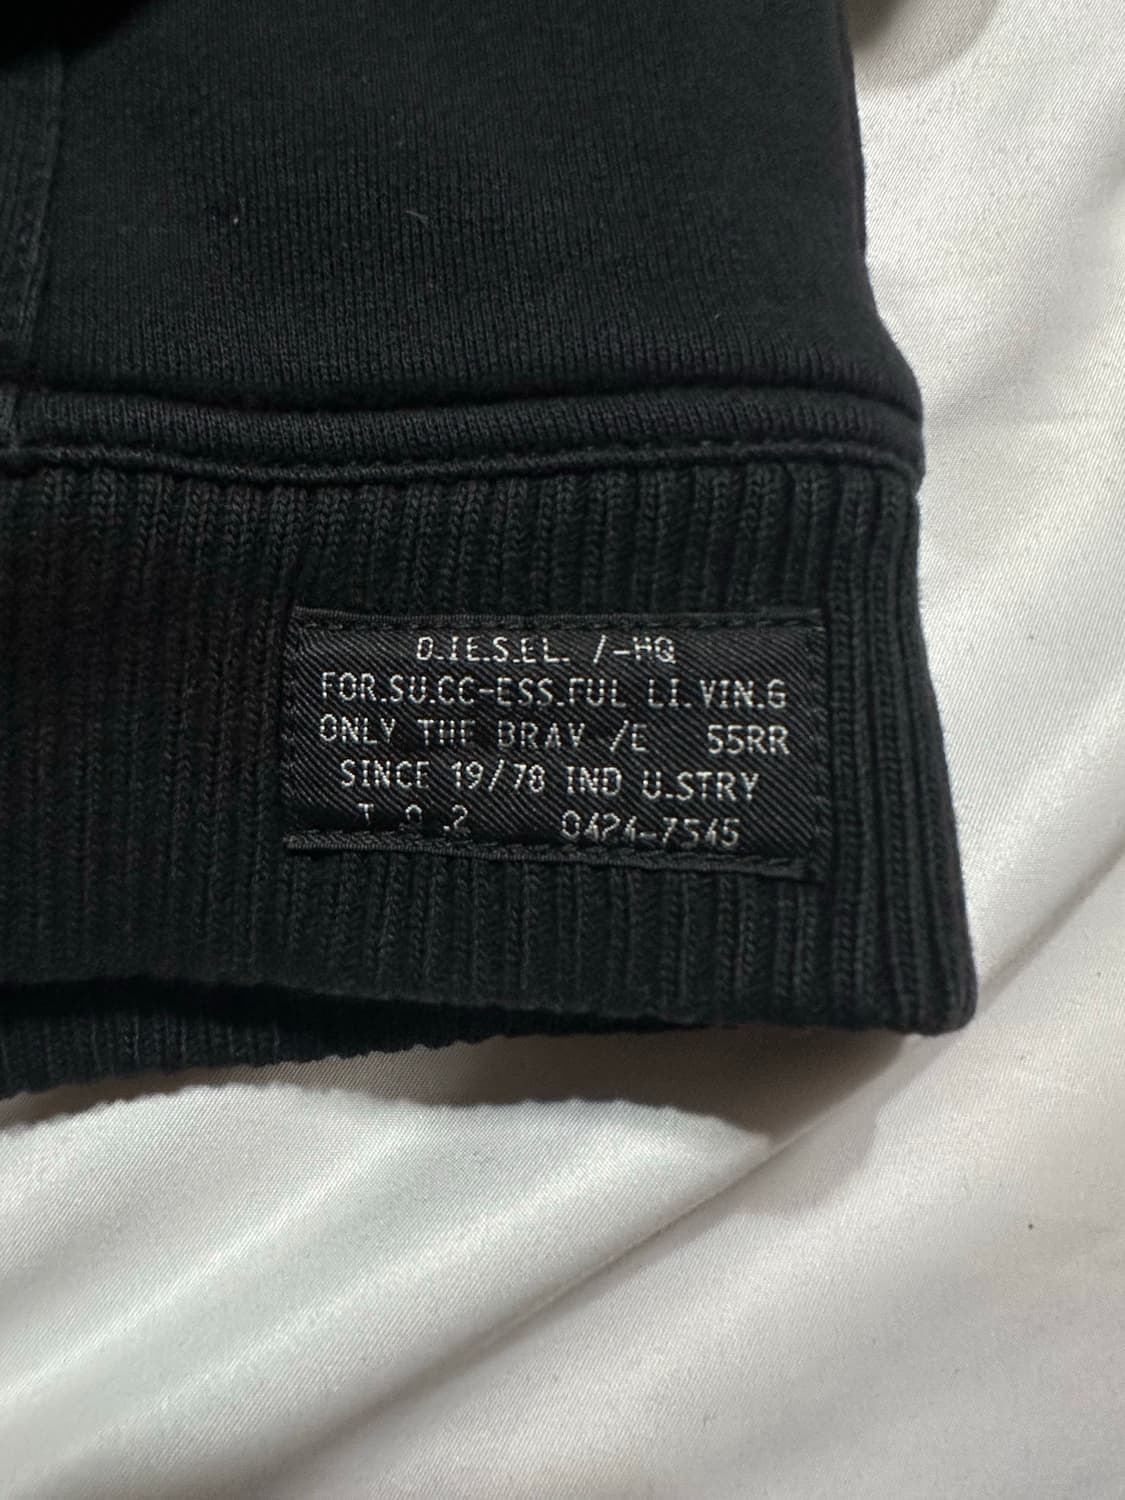 D.IE.S.EL. /-HQ
FOR.SU.CC-ESS.FUL LI.VIN.G
ONLY THE BRAV /E 55RR
SINCE 19/78 IND U.STRY
T .0 .2 0424-7545